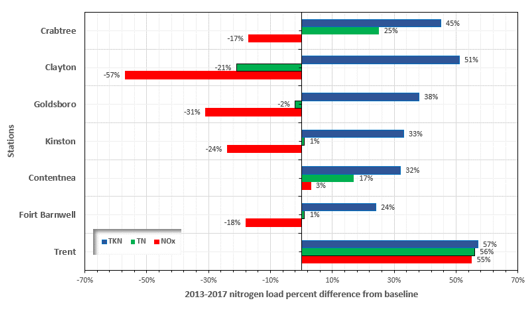 Stations
Crabtree
45%
25%
-17%
Clayton
51%
-21%
-57%
Goldsboro
38%
-2%
-31%
Kinston
33%
1%
-24%
Contentnea
32%
17%
3%
Foirt Barnwell
24%
1%
-18%
Trent
57%
56%
55%
TKN TN NOx
-70% -50% -30% -10% 10% 30% 50% 70%
2013-2017 nitrogen load percent difference from baseline